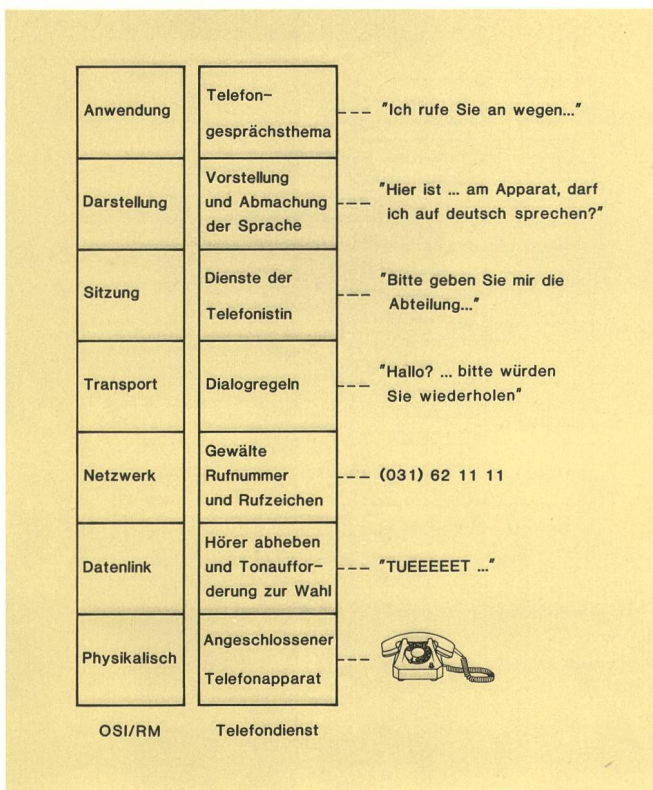 Anwendung
Telefon-
gesprächsthema
"Ich rufe Sie an wegen..."
Darstellung
Vorstellung
und Abmachung
der Sprache
"Hier ist ... am Apparat, darf
ich auf deutsch sprechen?"
Sitzung
Dienste der
Telefonistin
"Bitte geben Sie mir die
Abteilung..."
Transport
Dialogregeln
"Hallo? ... bitte würden
Sie wiederholen"
Netzwerk
Gewälte
Rufnummer
und Rufzeichen
(031) 62 11 11
Datenlink
Hörer abheben
und Tonauffor-
derung zur Wahl
"TUEEEEET ..."
Physikalisch
Angeschlossener
Telefonapparat
OSI/RM
Telefondienst